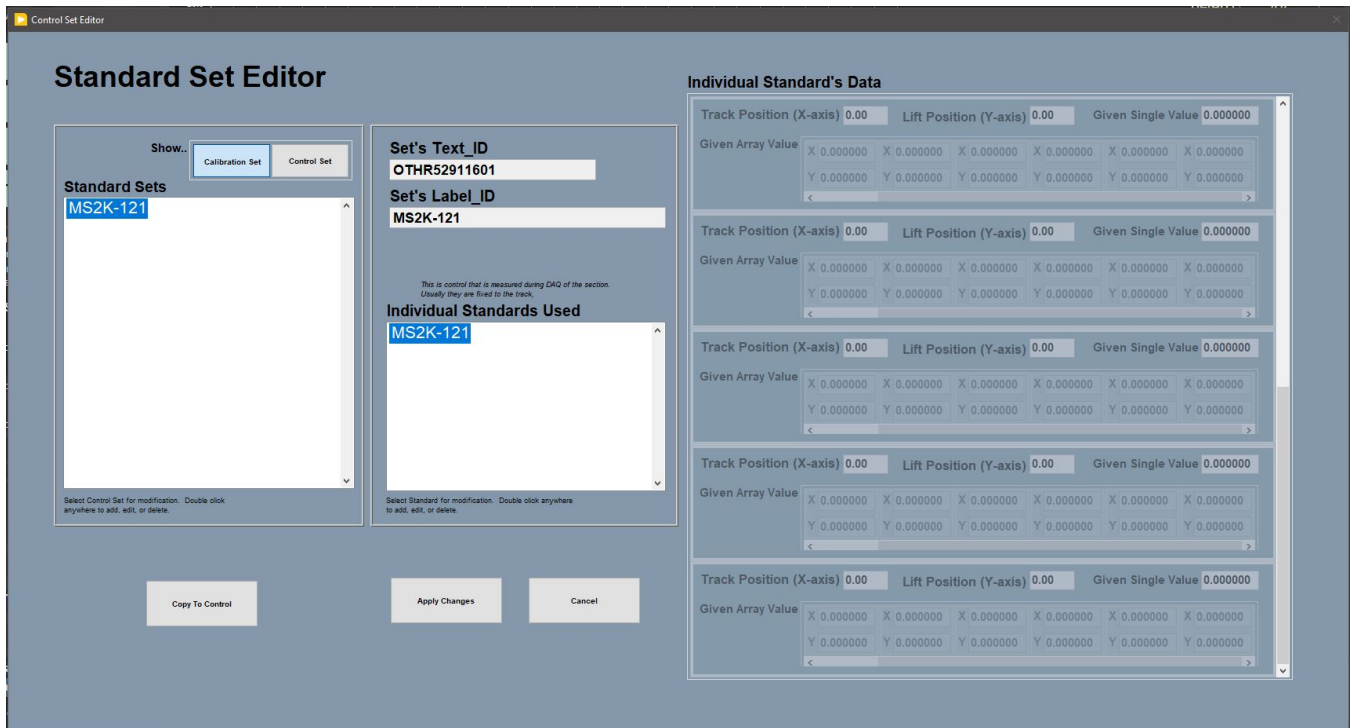 Control Set Editor
Standard Set Editor
Show..
Calibration Set
Control Set
Standard Sets
MS2K-121
Select Control Set for modification. Double click
anywhere to add, edit, or delete.
Set's Text_ID
OTHR52911601
Set's Label_ID
MS2K-121
This is control that is measured during DAQ of the section.
Usually they are fixed to the track,
Individual Standards Used
MS2K-121
Select Standard for modification. Double click anywhere
to add, edit, or delete.
Copy To Control
Apply Changes
Cancel
Individual Standard's Data
Track Position (X-axis) 0.00 Lift Position (Y-axis) 0.00 Given Single Value 0.000000
Given Array Value
X 0.000000 X 0.000000 X 0.000000 X 0.000000 X 0.000000 X 0.000000
Y 0.000000 Y 0.000000 Y 0.000000 Y 0.000000 Y 0.000000 Y 0.000000
Track Position (X-axis) 0.00 Lift Position (Y-axis) 0.00 Given Single Value 0.000000
Given Array Value
X 0.000000 X 0.000000 X 0.000000 X 0.000000 X 0.000000 X 0.000000
Y 0.000000 Y 0.000000 Y 0.000000 Y 0.000000 Y 0.000000 Y 0.000000
Track Position (X-axis) 0.00 Lift Position (Y-axis) 0.00 Given Single Value 0.000000
Given Array Value
X 0.000000 X 0.000000 X 0.000000 X 0.000000 X 0.000000 X 0.000000
Y 0.000000 Y 0.000000 Y 0.000000 Y 0.000000 Y 0.000000 Y 0.000000
Track Position (X-axis) 0.00 Lift Position (Y-axis) 0.00 Given Single Value 0.000000
Given Array Value
X 0.000000 X 0.000000 X 0.000000 X 0.000000 X 0.000000 X 0.000000
Y 0.000000 Y 0.000000 Y 0.000000 Y 0.000000 Y 0.000000 Y 0.000000
Track Position (X-axis) 0.00 Lift Position (Y-axis) 0.00 Given Single Value 0.000000
Given Array Value
X 0.000000 X 0.000000 X 0.000000 X 0.000000 X 0.000000 X 0.000000
Y 0.000000 Y 0.000000 Y 0.000000 Y 0.000000 Y 0.000000 Y 0.000000